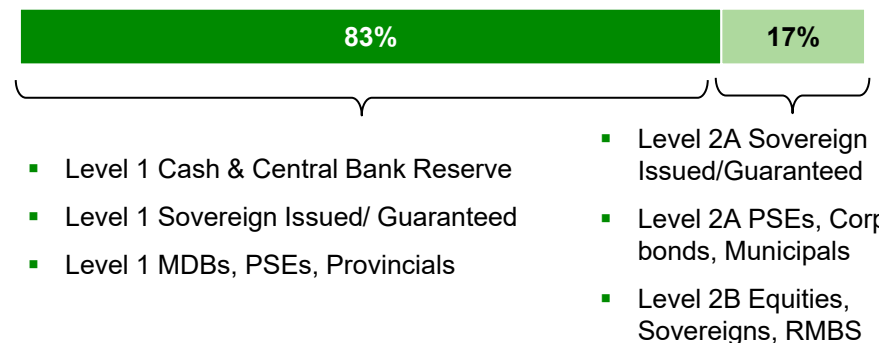 83%
17%
Level 1 Cash & Central Bank Reserve
Level 1 Sovereign Issued/ Guaranteed
Level 1 MDBs, PSEs, Provincials
Level 2A Sovereign
Issued/Guaranteed
Level 2A PSEs, Corp
bonds, Municipals
Level 2B Equities,
Sovereigns, RMBS